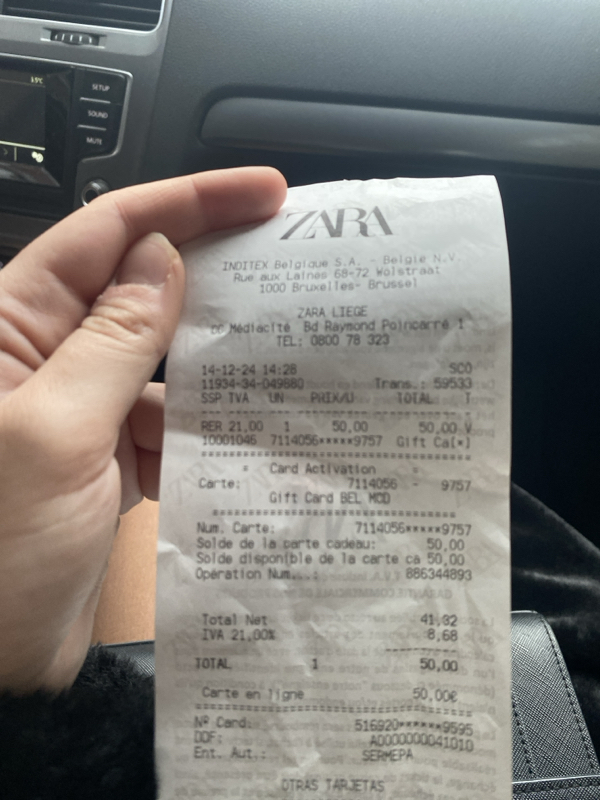 SETUP
SOUND
MUTE
ZARA
INDITEX Belgique S.A. - Belgie N.V.
Rue aux Laines 68-72 Wolstraat
1000 Bruxelles- Brussel
ZARA LIEGE
CC Médiacité Bd Raymond Poincarré 1
TEL: 0800 78 323
14-12-24 14:28 SCO
11934-34-049880 Trans.: 59533
SSP TVA UN PRIX/U TOTAL T
RER 21,00 1 50,00 50,00 V
10001046 7114056*****9757 Gift Ca[*]
* Card Activation *
Carte: 7114056 - 9757
Gift Card BEL MCD
Num. Carte: 7114056*****9757
Solde de la carte cadeau: 50,00
Solde disponible de la carte ca 50,00
Opération Num...: 886344893
Total Net 41,32
IVA 21,00% 8,68
TOTAL 1 50,00
Carte en ligne 50,00€
Nº Card: 516920******9595
DDF: A0000000041010
Ent. Aut.: SERMEPA
OTRAS TARJETAS